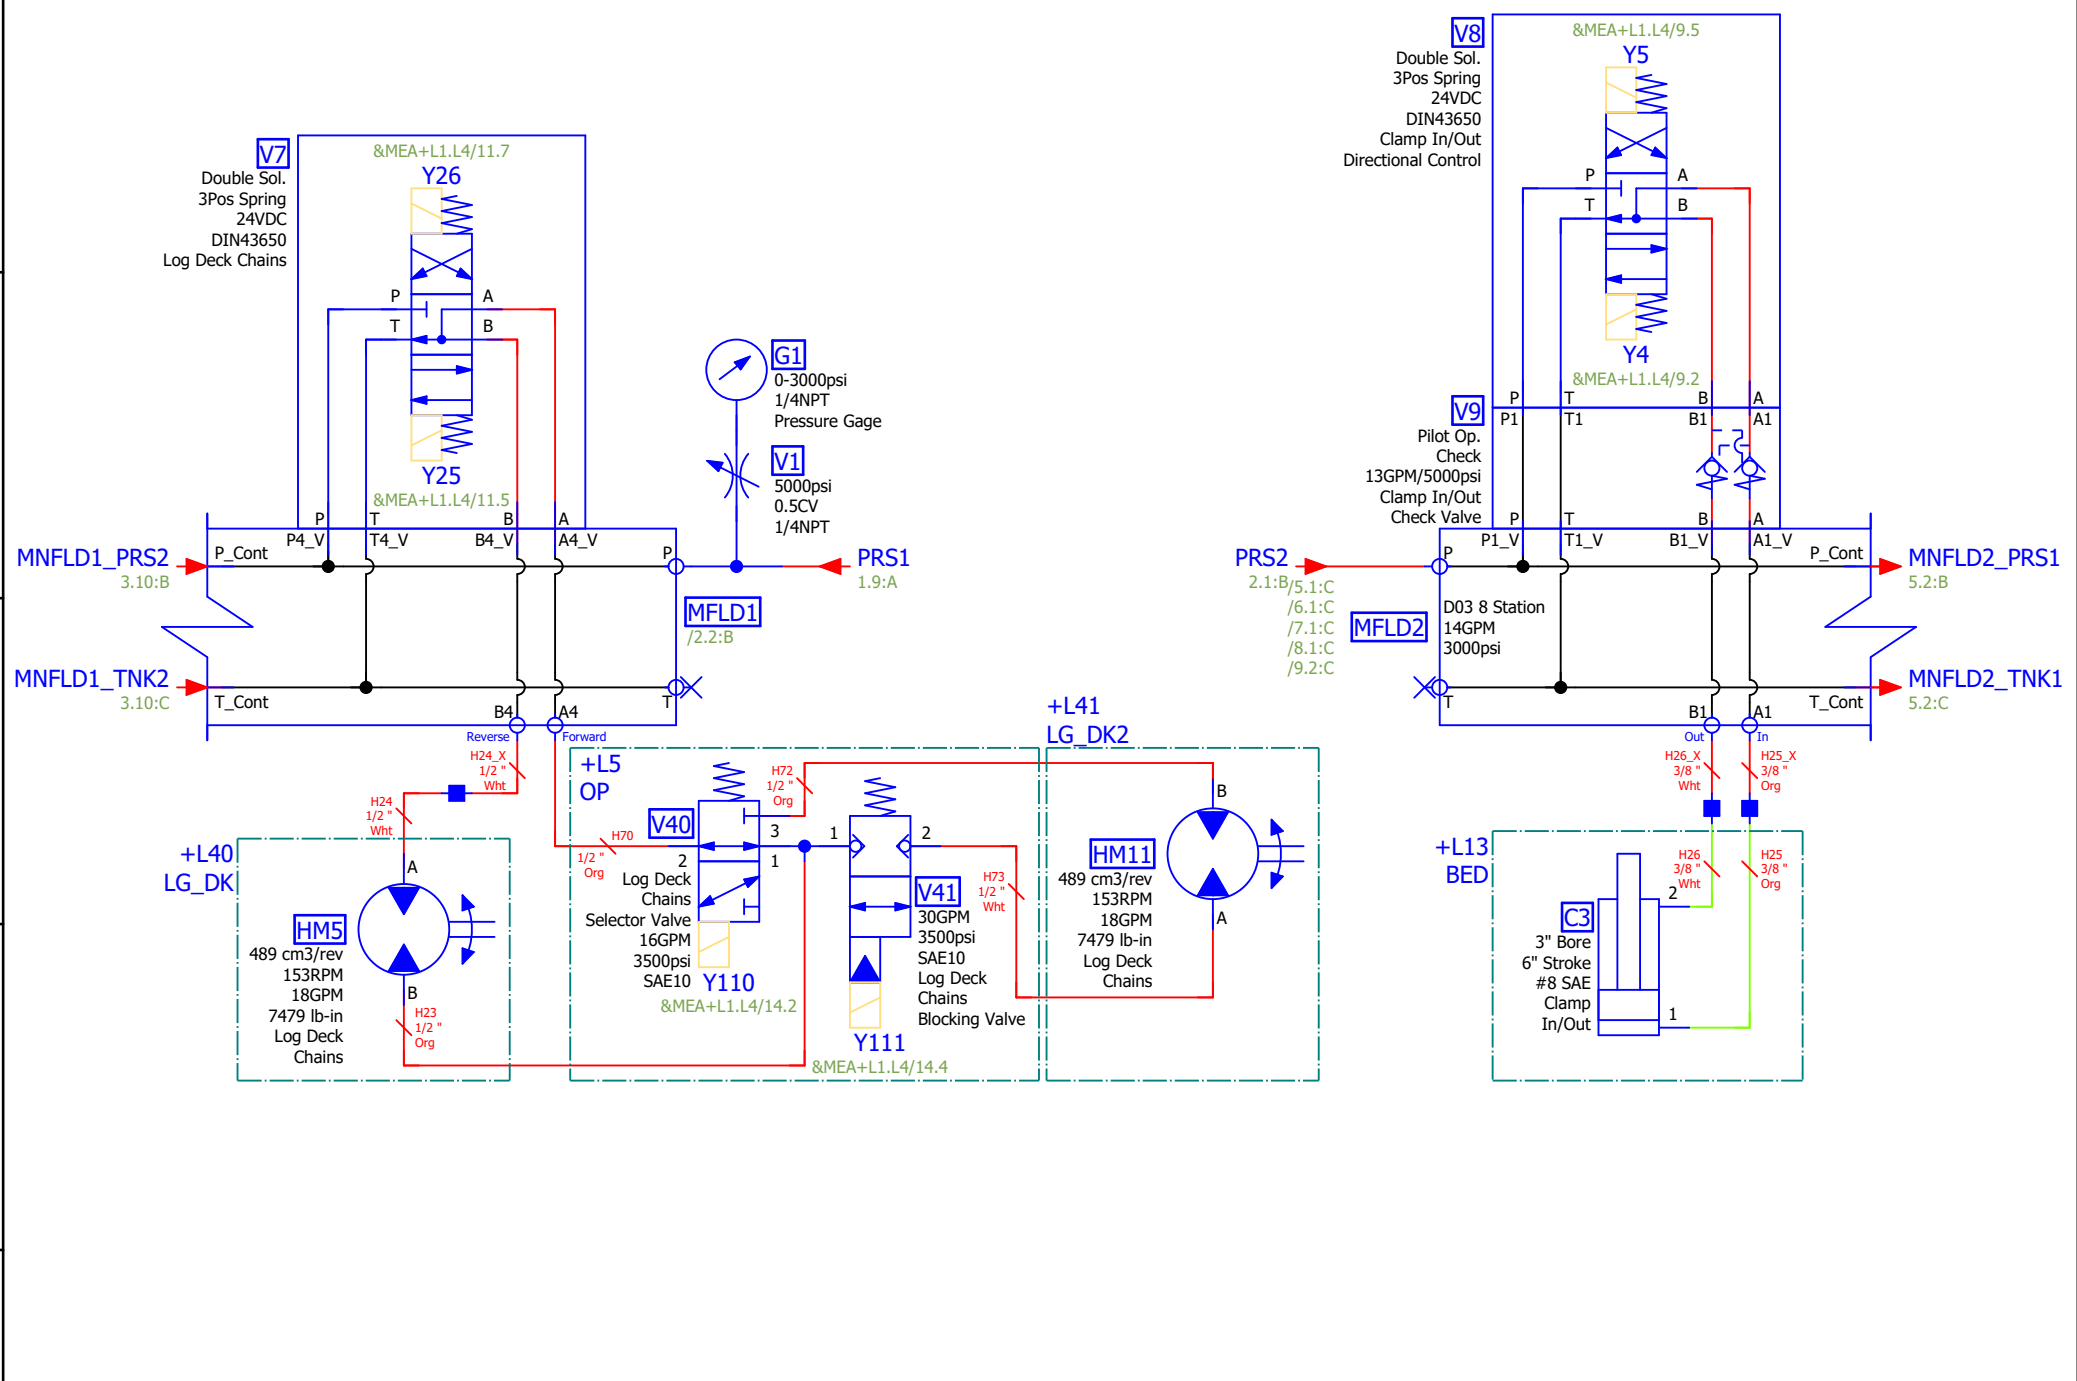 V7
Double Sol.
3Pos Spring
24VDC
DIN43650
Log Deck Chains
&MEA+L1.L4/11.7
Y26
P
A
T
B
Y25
&MEA+L1.L4/11.5
P
T
B
A
P4_V
T4_V
B4_V
A4_V
G1
0-3000psi
1/4NPT
Pressure Gage
V1
5000psi
0.5CV
1/4NPT
MNFLD1_PRS2
3.10:B
P_Cont
P
PRS1
1.9:A
MFLD1
/2.2:B
MNFLD1_TNK2
3.10:C
T_Cont
T
B4
A4
Reverse
Forward
H24_X
1/2 "
Wht
H24
1/2 "
Wht
+L40
LG_DK
A
HM5
489 cm3/rev
153RPM
18GPM
7479 lb-in
Log Deck
Chains
B
H23
1/2 "
Org
+L5
OP
H70
1/2 "
Org
V40
3
2
1
Log Deck
Chains
Selector Valve
16GPM
3500psi
SAE10
Y110
&MEA+L1.L4/14.2
H72
1/2 "
Org
1
2
V41
30GPM
3500psi
SAE10
Log Deck
Chains
Blocking Valve
Y111
&MEA+L1.L4/14.4
H73
1/2 "
Wht
+L41
LG_DK2
B
HM11
489 cm3/rev
153RPM
18GPM
7479 lb-in
Log Deck
Chains
A
V8
Double Sol.
3Pos Spring
24VDC
DIN43650
Clamp In/Out
Directional Control
&MEA+L1.L4/9.5
Y5
P
A
T
B
Y4
&MEA+L1.L4/9.2
P
T
B
A
V9
Pilot Op.
Check
13GPM/5000psi
Clamp In/Out
Check Valve
P1
T1
B1
A1
P
T
B
A
P1_V
T1_V
B1_V
A1_V
PRS2
2.1:B
P
P_Cont
MNFLD2_PRS1
5.2:B
/5.1:C
/6.1:C
/7.1:C
/8.1:C
/9.2:C
MFLD2
D03 8 Station
14GPM
3000psi
T
T_Cont
MNFLD2_TNK1
5.2:C
B1
A1
Out
In
H26_X
3/8 "
Wht
H25_X
3/8 "
Org
+L13
BED
H26
3/8 "
Wht
H25
3/8 "
Org
2
C3
3" Bore
6" Stroke
#8 SAE
Clamp
In/Out
1